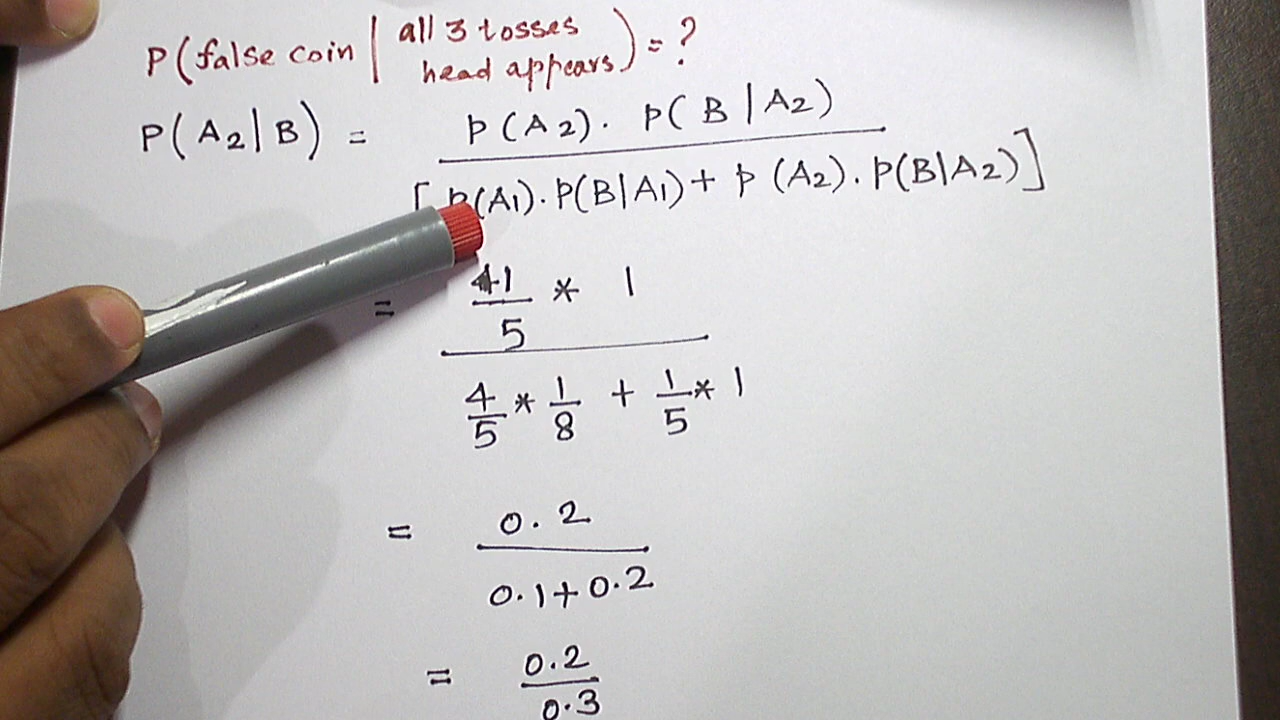 P(false coin | all 3 tosses head appears) = ?
P(A2|B) = p(A2). p(B|A2)
[p(A1). p(B|A1) + p(A2). p(B|A2)]
= 1/5 * 1
4/5 * 1/8 + 1/5 * 1
= 0.2
0.1+0.2
= 0.2
0.3